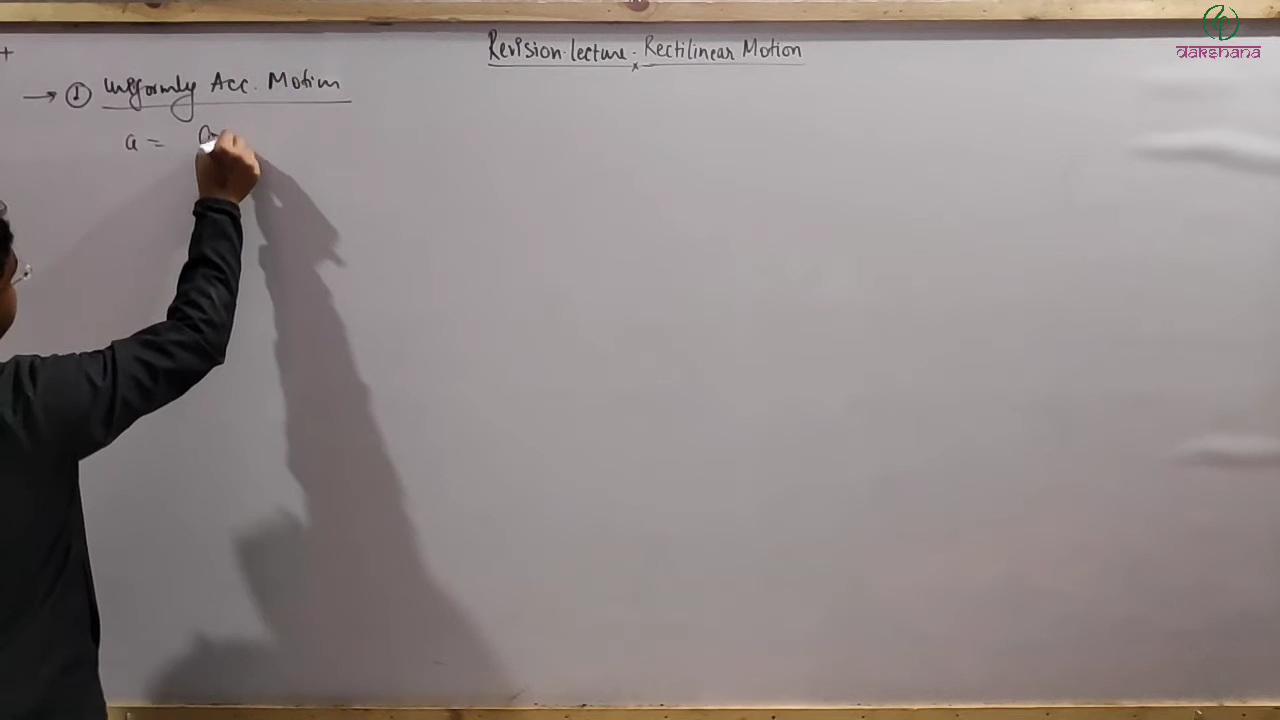 Revision lecture - Rectilinear Motion
dakshana
→ ① Uniformly Acc. Motion
a =